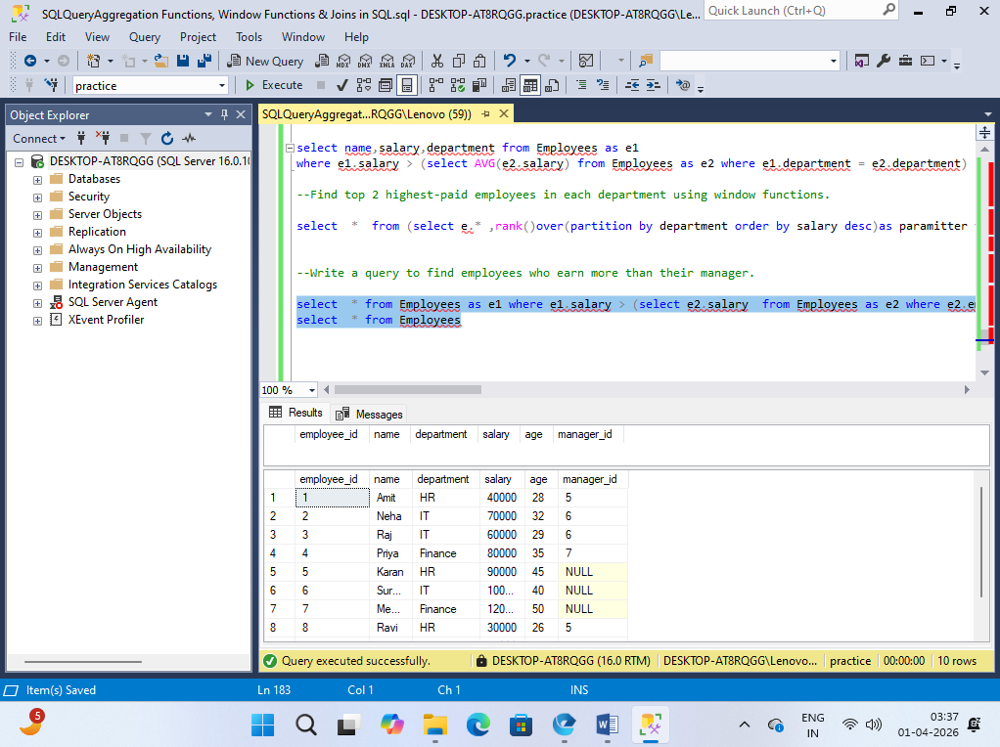 SQLQueryAggregation Functions, Window Functions & Joins in SQL.sql - DESKTOP-AT8RQGG.practice (DESKTOP-AT8RQGG\Le...
Quick Launch (Ctrl+Q)
File Edit View Query Project Tools Window Help
New Query
MDX DMX XMLA DAX
practice
Execute
Object Explorer
SQLQueryAggregat...RQGG\Lenovo (59))
Connect
DESKTOP-AT8RQGG (SQL Server 16.0.10
Databases
Security
Server Objects
Replication
Always On High Availability
Management
Integration Services Catalogs
SQL Server Agent
XEvent Profiler
select name,salary,department from Employees as e1
where e1.salary > (select AVG(e2.salary) from Employees as e2 where e1.department = e2.department)
--Find top 2 highest-paid employees in each department using window functions.
select * from (select e.* ,rank()over(partition by department order by salary desc)as paramitter
--Write a query to find employees who earn more than their manager.
select * from Employees as e1 where e1.salary > (select e2.salary from Employees as e2 where e2.e
select * from Employees
100 %
Results Messages
employee_id name department salary age manager_id
employee_id name department salary age manager_id
1 1 Amit HR 40000 28 5
2 2 Neha IT 70000 32 6
3 3 Raj IT 60000 29 6
4 4 Priya Finance 80000 35 7
5 5 Karan HR 90000 45 NULL
6 6 Sur... IT 100... 40 NULL
7 7 Me... Finance 120... 50 NULL
8 8 Ravi HR 30000 26 5
Query executed successfully. DESKTOP-AT8RQGG (16.0 RTM) DESKTOP-AT8RQGG\Lenovo... practice 00:00:00 10 rows
Item(s) Saved Ln 183 Col 1 Ch 1 INS
5
ENG
IN
03:37
01-04-2026